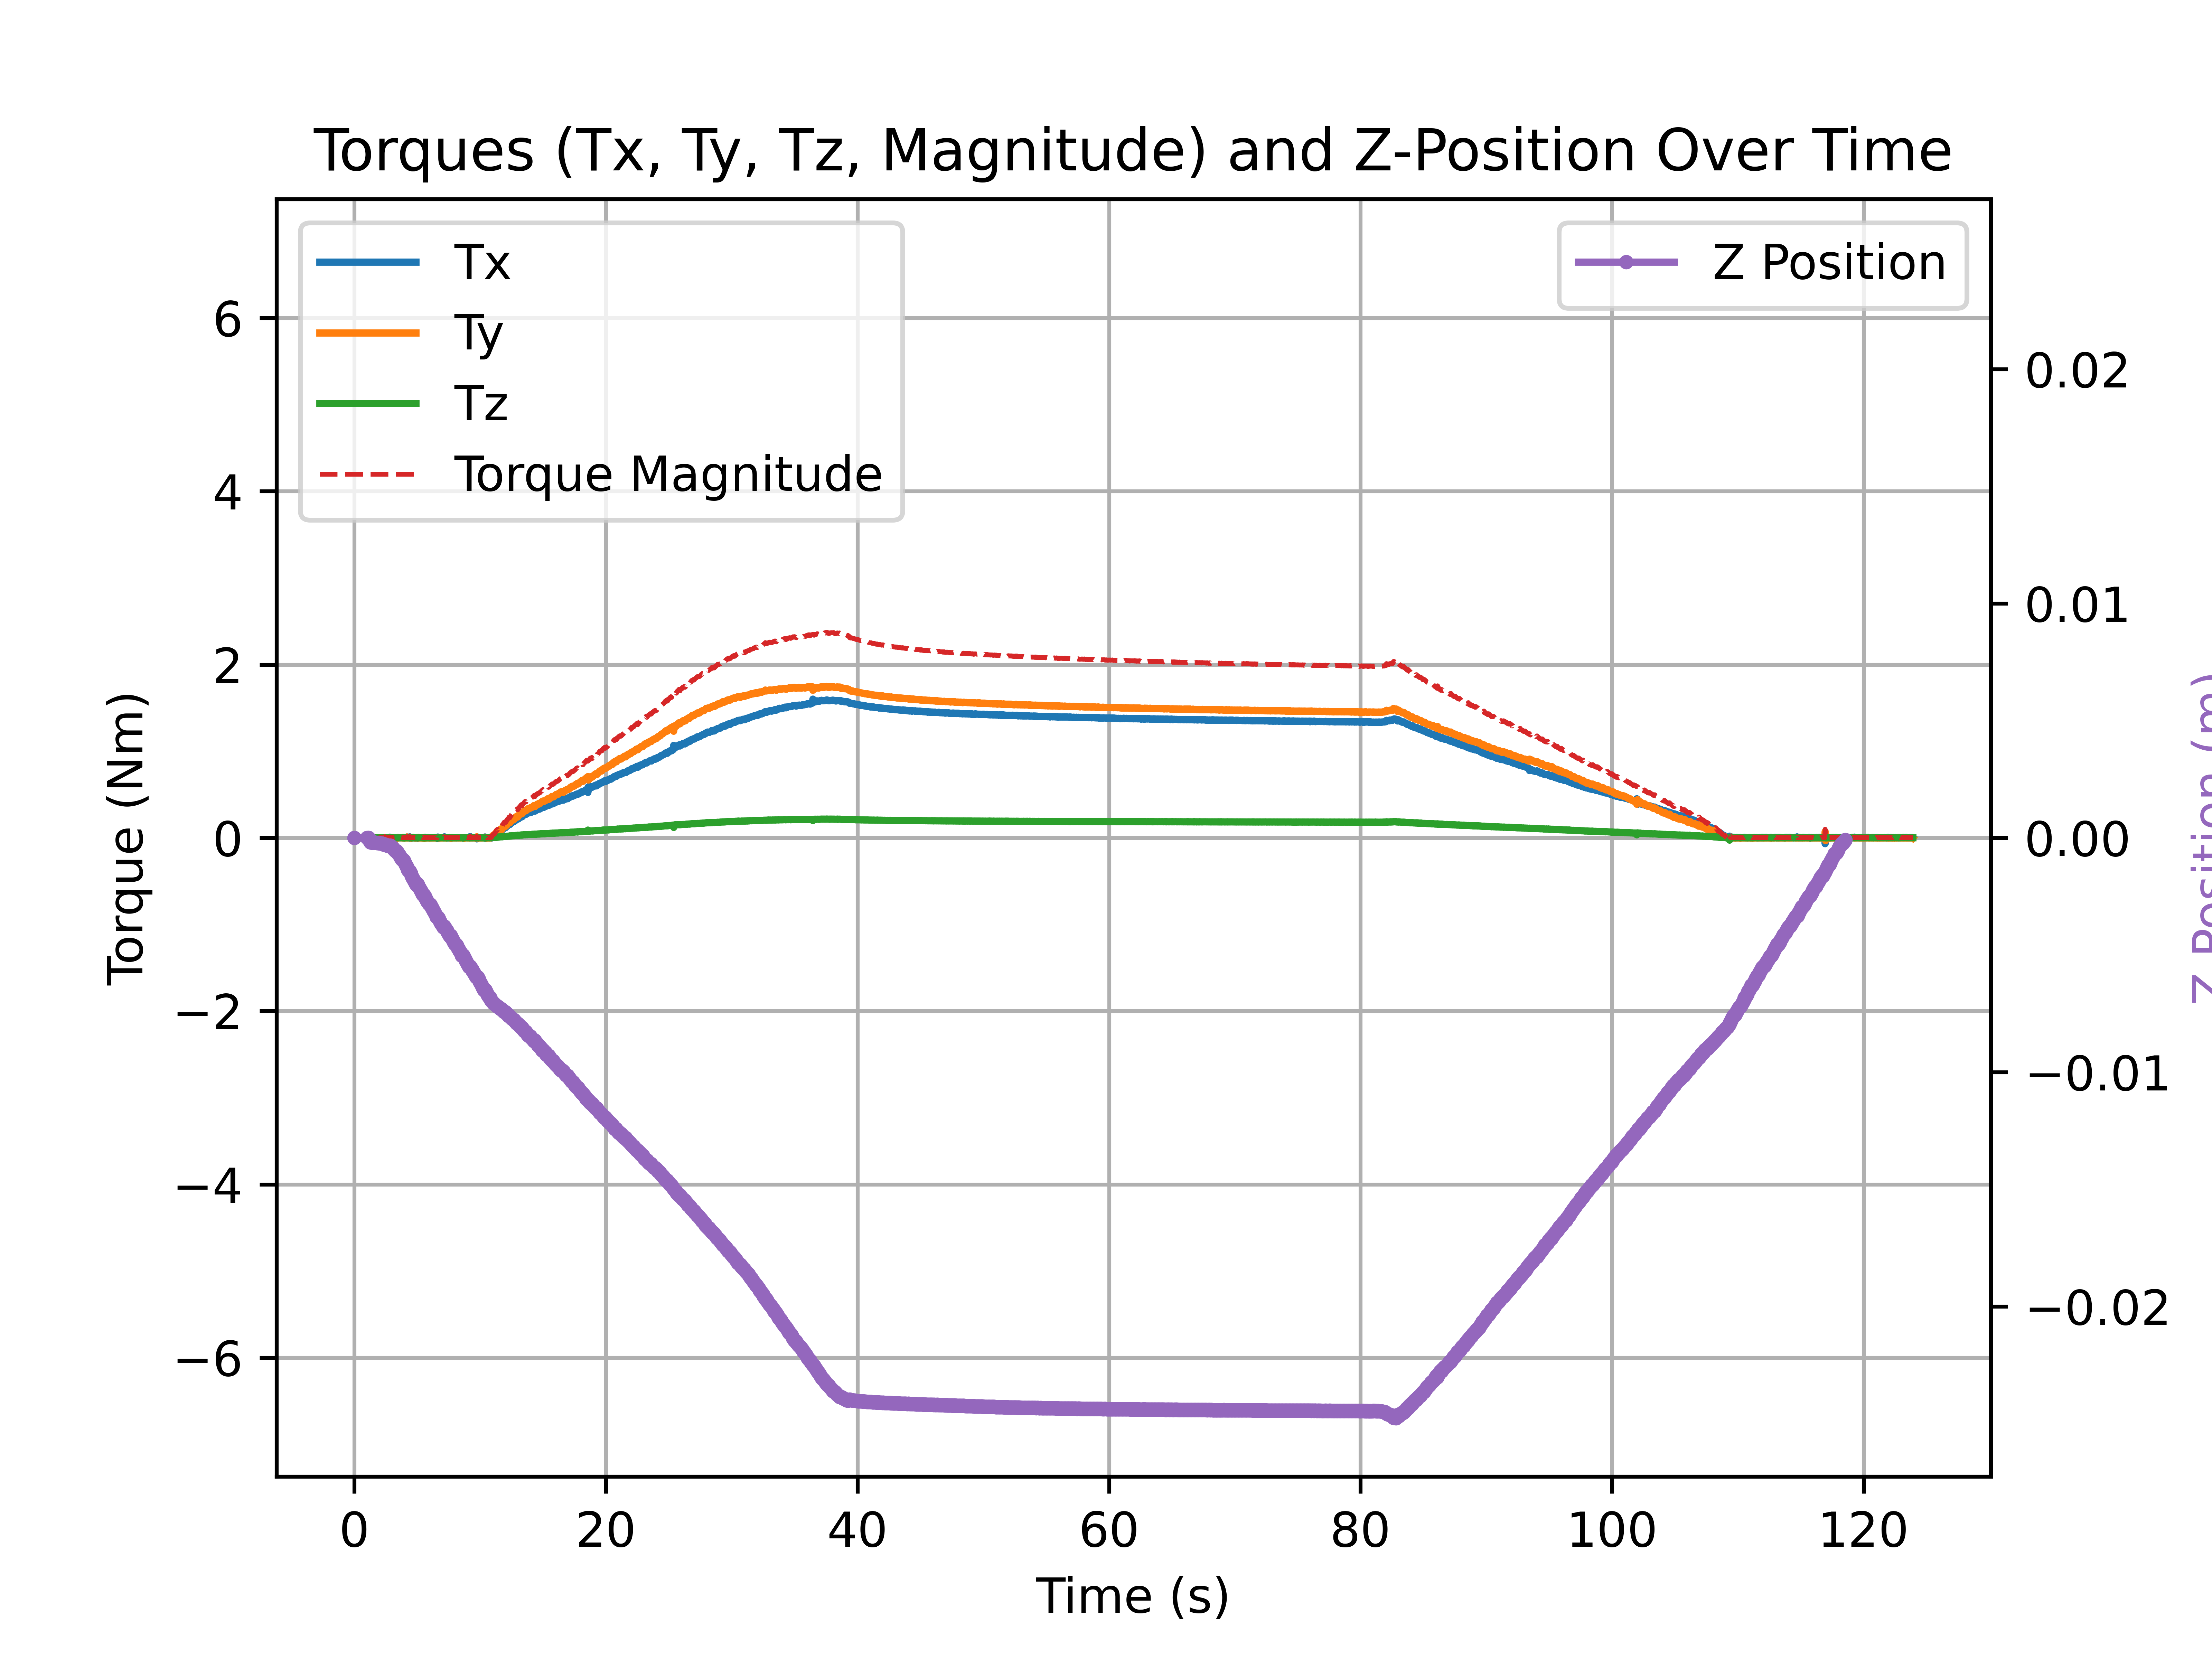 Torques (Tx, Ty, Tz, Magnitude) and Z-Position Over Time
Tx
Ty
Tz
Torque Magnitude
Z Position
Torque (Nm)
6
4
2
0
−2
−4
−6
0.02
0.01
0.00
−0.01
−0.02
Z Position (m)
0 20 40 60 80 100 120
Time (s)